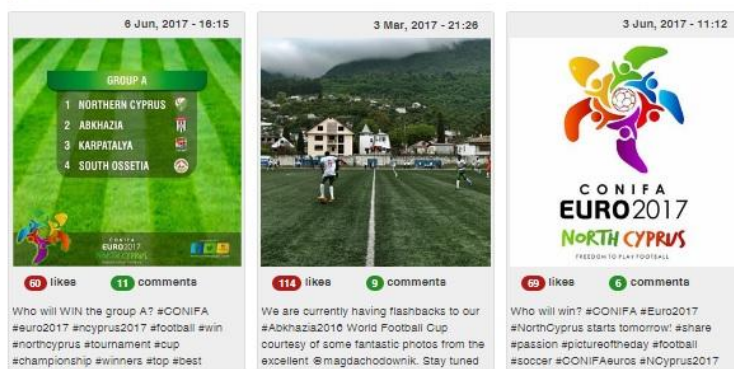 6 Jun, 2017 - 16:15
GROUP A
1 NORTHERN CYPRUS
2 ABKHAZIA
3 KARPATALYA
4 SOUTH OSSETIA
CONIFA
EURO2017
NORTH CYPRUS
60 likes 11 comments
Who will WIN the group A? #CONIFA
#euro2017 #ncyprus2017 #football #win
#northcyprus #tournament #cup
#championship #winners #top #best
3 Mar, 2017 - 21:26
114 likes 9 comments
We are currently having flashbacks to our
#Abkhazia2016 World Football Cup
courtesy of some fantastic photos from the
excellent @magdachodownik. Stay tuned
3 Jun, 2017 - 11:12
CONIFA
EURO2017
NORTH CYPRUS
FREEDOM TO PLAY FOOTBALL
69 likes 6 comments
Who will win? #CONIFA #Euro2017
#NorthCyprus starts tomorrow! #share
#passion #pictureoftheday #football
#soccer #CONIFAeuros #NCyprus2017